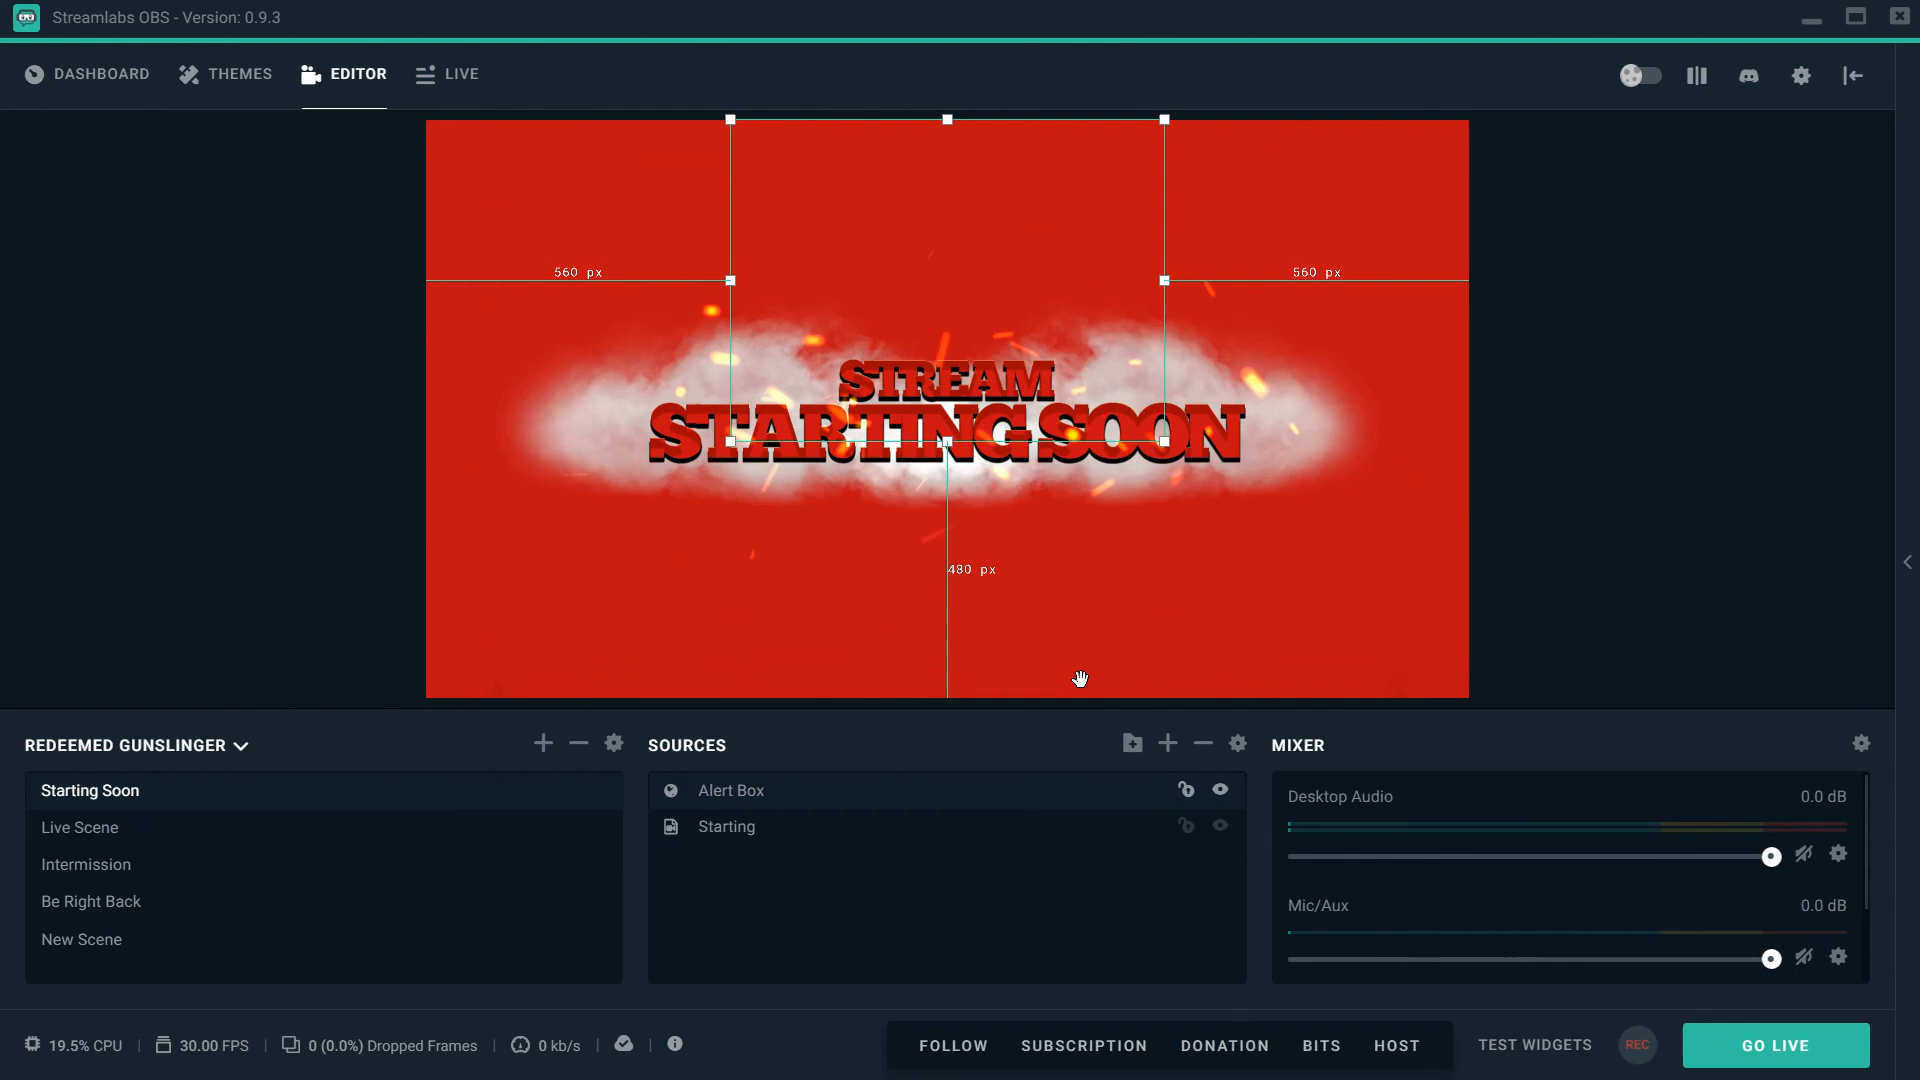 Streamlabs OBS - Version: 0.9.3
DASHBOARD
THEMES
EDITOR
LIVE
560 px
560 px
STREAM
STARTING SOON
480 px
REDEEMED GUNSLINGER
SOURCES
MIXER
Starting Soon
Live Scene
Intermission
Be Right Back
New Scene
Alert Box
Starting
Desktop Audio
0.0 dB
Mic/Aux
0.0 dB
19.5% CPU
30.00 FPS
0 (0.0%) Dropped Frames
0 kb/s
FOLLOW
SUBSCRIPTION
DONATION
BITS
HOST
TEST WIDGETS
REC
GO LIVE